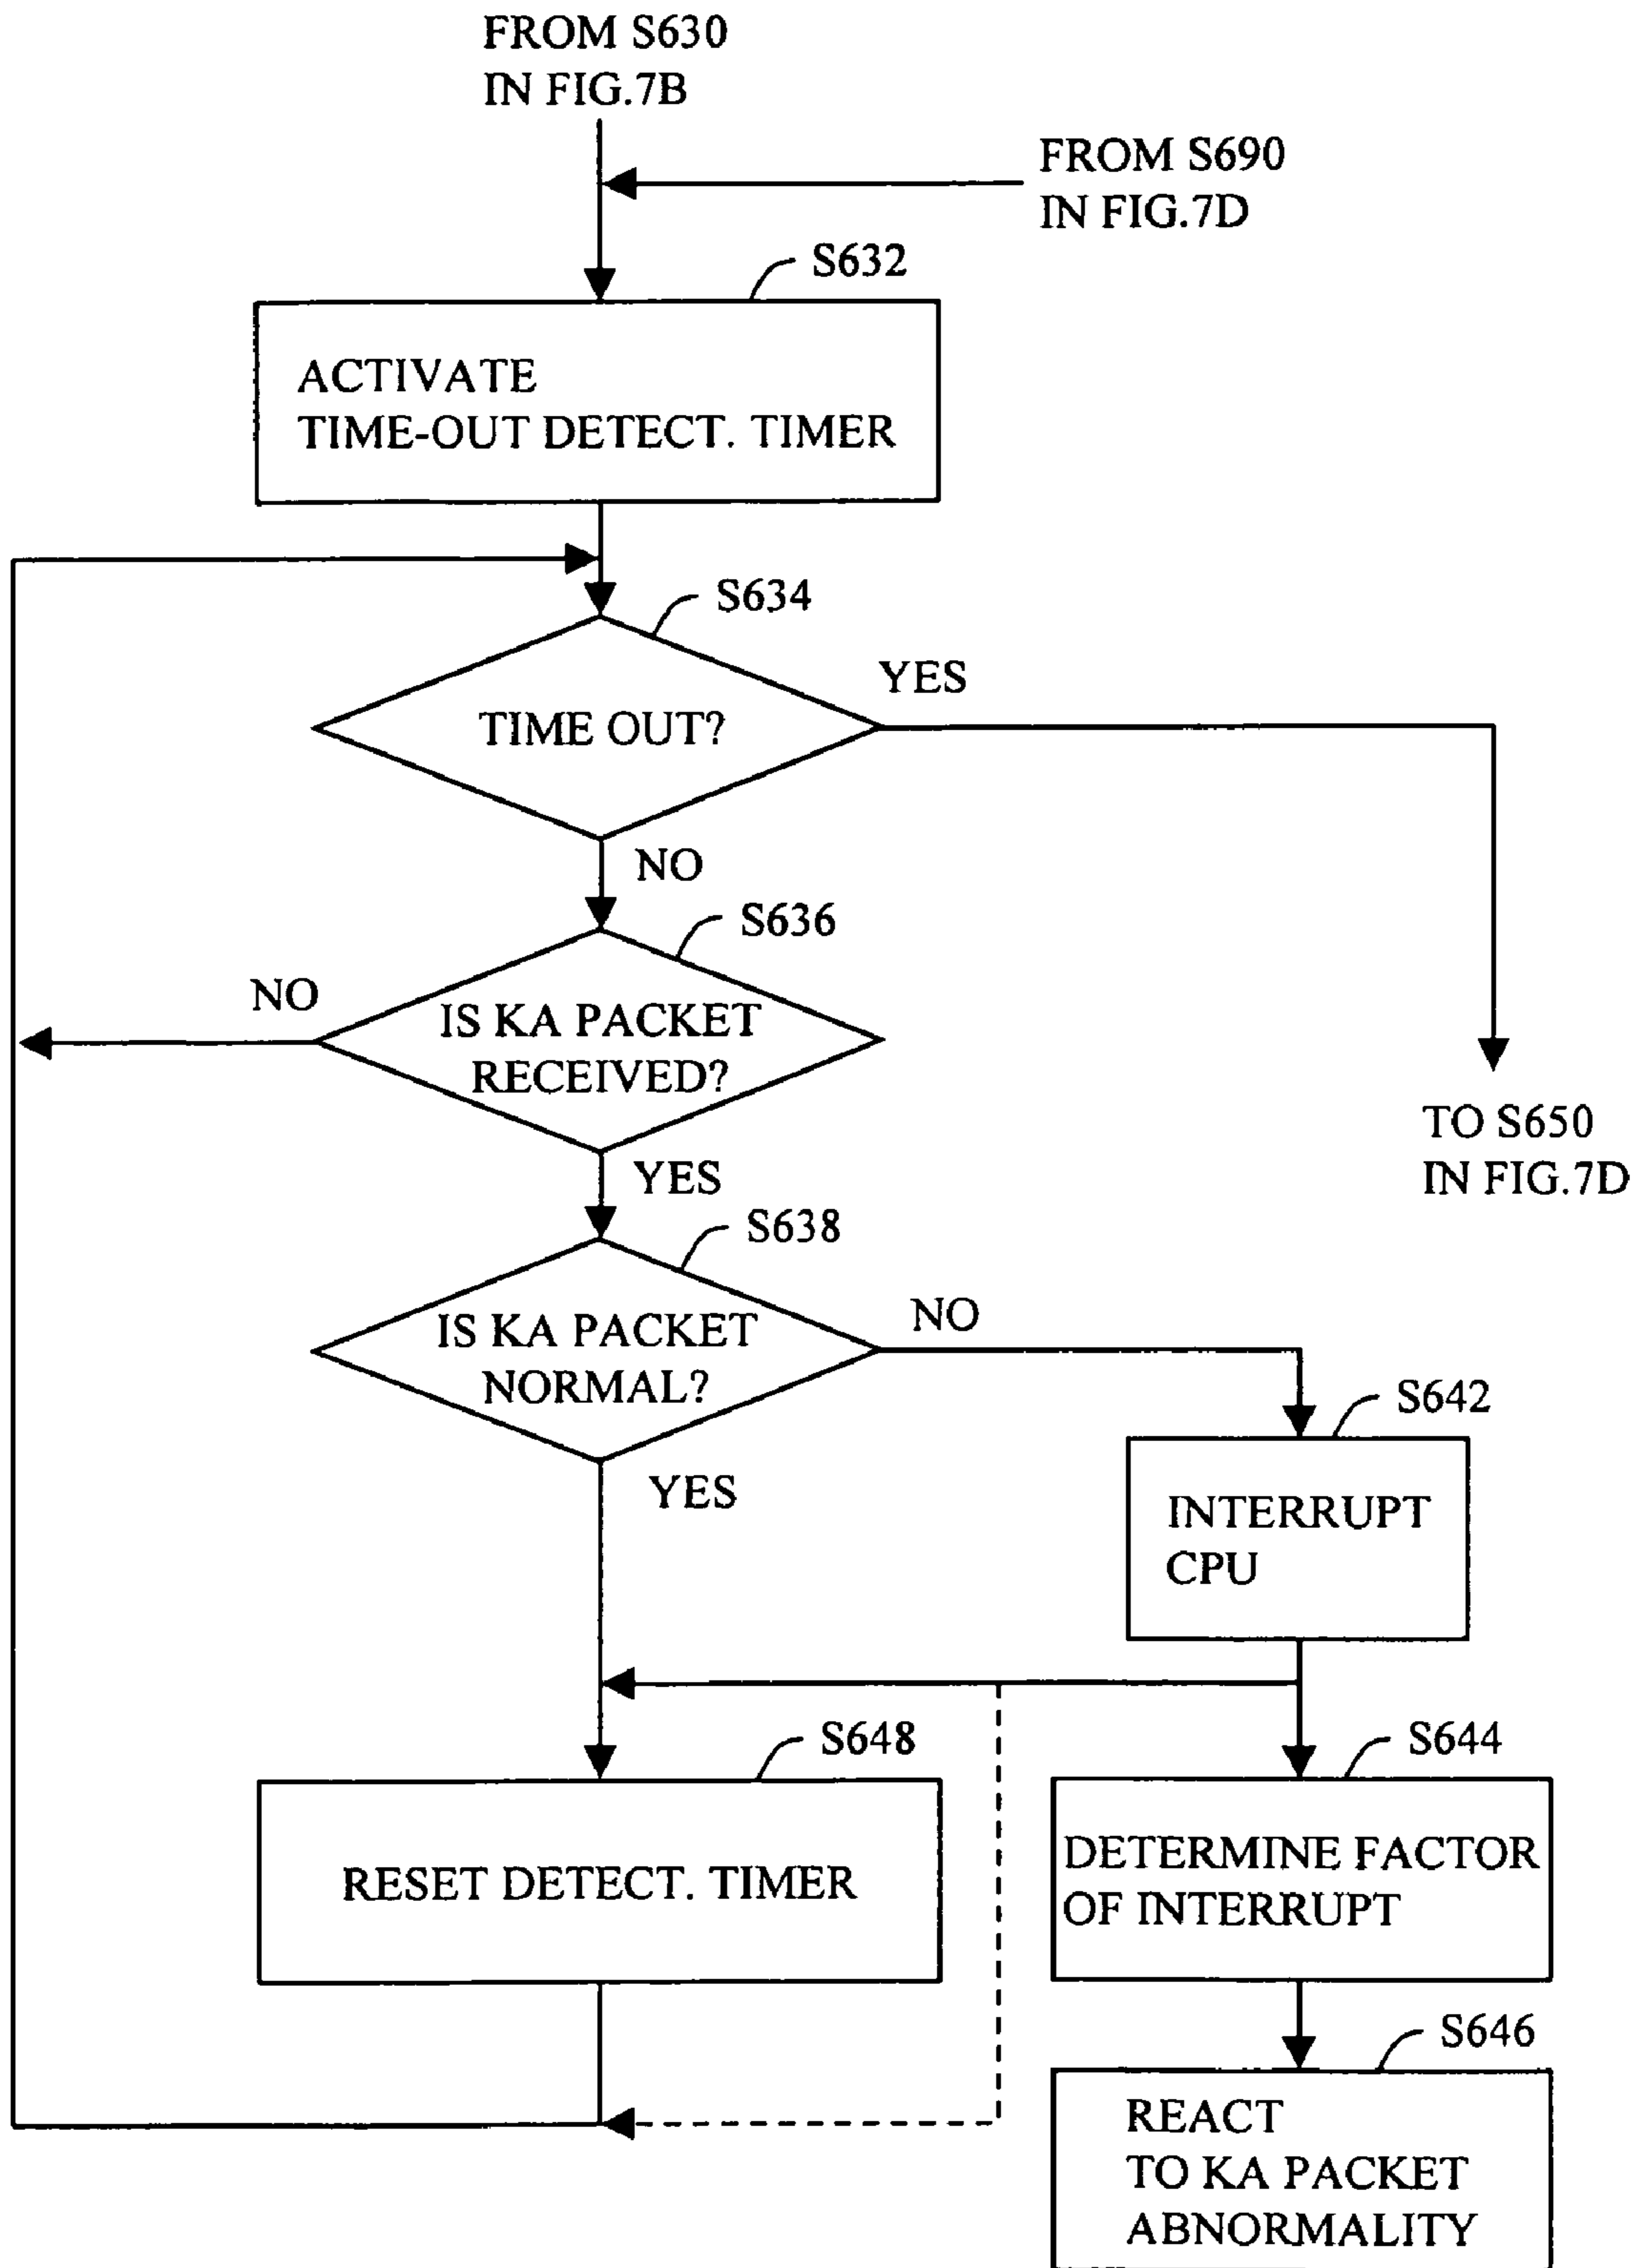 FROM S630
IN FIG.7B
FROM S690
IN FIG.7D
S632
ACTIVATE
TIME-OUT DETECT. TIMER
S634
YES
TIME OUT?
NO
S636
NO
IS KA PACKET
RECEIVED?
TO S650
IN FIG.7D
YES
S638
NO
IS KA PACKET
NORMAL?
S642
YES
INTERRUPT
CPU
S648
S644
RESET DETECT. TIMER
DETERMINE FACTOR
OF INTERRUPT
S646
REACT
TO KA PACKET
ABNORMALITY